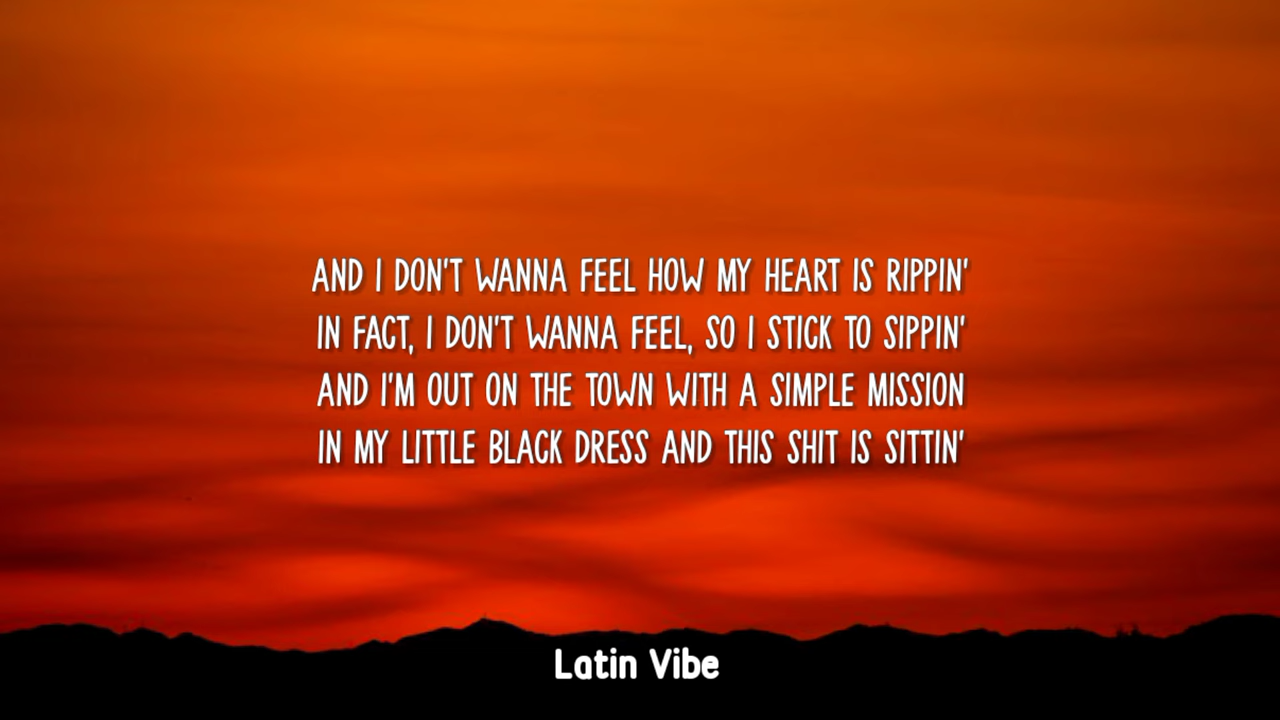 AND I DON'T WANNA FEEL HOW MY HEART IS RIPPIN'
IN FACT, I DON'T WANNA FEEL, SO I STICK TO SIPPIN'
AND I'M OUT ON THE TOWN WITH A SIMPLE MISSION
IN MY LITTLE BLACK DRESS AND THIS SHIT IS SITTIN'
Latin Vibe